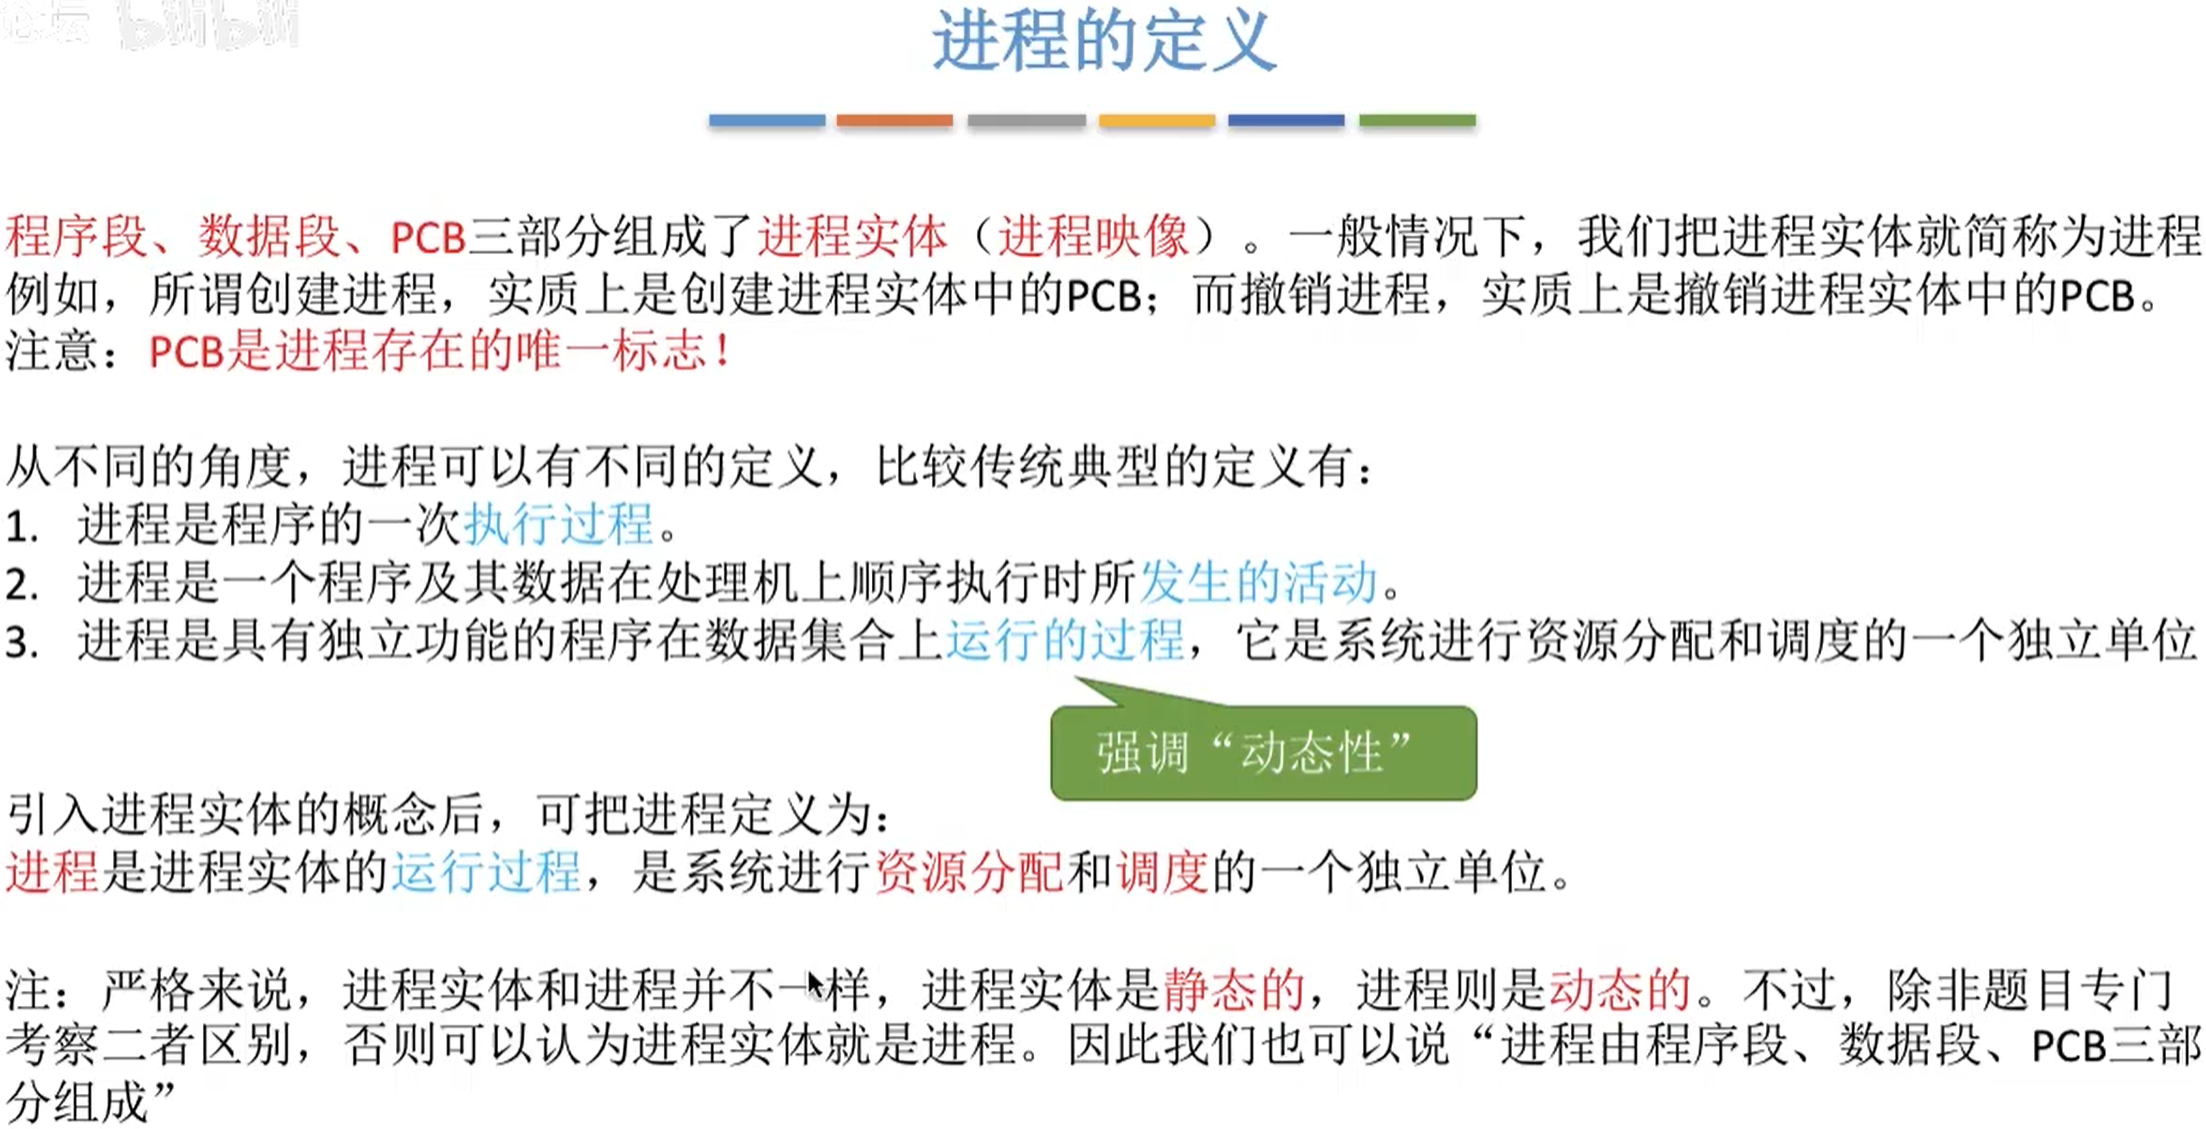 论坛 bilibili
进程的定义
程序段、数据段、PCB三部分组成了进程实体（进程映像）。一般情况下，我们把进程实体就简称为进程
例如，所谓创建进程，实质上是创建进程实体中的PCB；而撤销进程，实质上是撤销进程实体中的PCB。
注意：PCB是进程存在的唯一标志！
从不同的角度，进程可以有不同的定义，比较传统典型的定义有：
1. 进程是程序的一次执行过程。
2. 进程是一个程序及其数据在处理机上顺序执行时所发生的活动。
3. 进程是具有独立功能的程序在数据集合上运行的过程，它是系统进行资源分配和调度的一个独立单位
强调“动态性”
引入进程实体的概念后，可把进程定义为：
进程是进程实体的运行过程，是系统进行资源分配和调度的一个独立单位。
注：严格来说，进程实体和进程并不一样，进程实体是静态的，进程则是动态的。不过，除非题目专门
考察二者区别，否则可以认为进程实体就是进程。因此我们也可以说“进程由程序段、数据段、PCB三部
分组成”